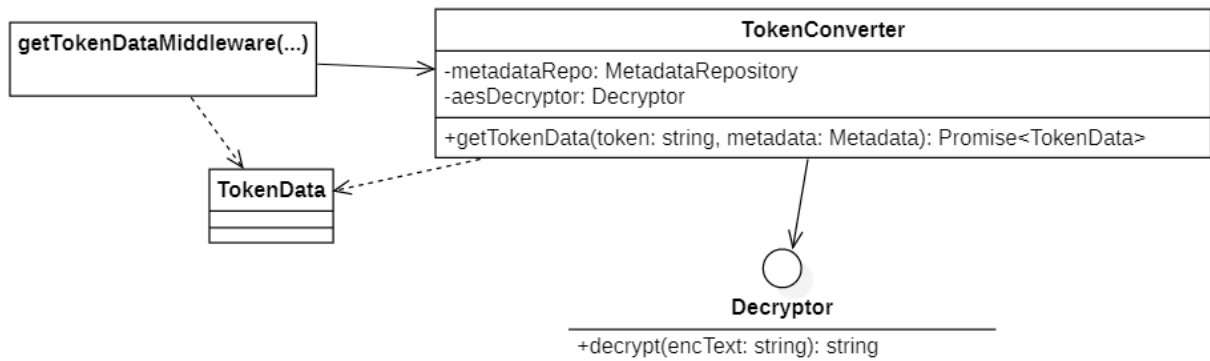 getTokenDataMiddleware(...)
TokenConverter
-metadataRepo: MetadataRepository
-aesDecryptor: Decryptor
+getTokenData(token: string, metadata: Metadata): Promise<TokenData>
TokenData
Decryptor
+decrypt(encText: string): string